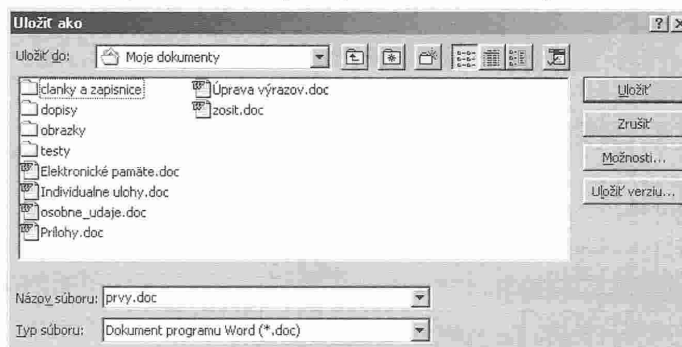 Uložiť ako
Uložiť do: Moje dokumenty
clanky a zapisnice
dopisy
obrazky
testy
Elektronické pamäte.doc
Individualne ulohy.doc
osobne_udaje.doc
Prílohy.doc
Úprava výrazov.doc
zosit.doc
Uložiť
Zrušiť
Možnosti...
Uložiť verziu...
Názov súboru: prvy.doc
Typ súboru: Dokument programu Word (*.doc)